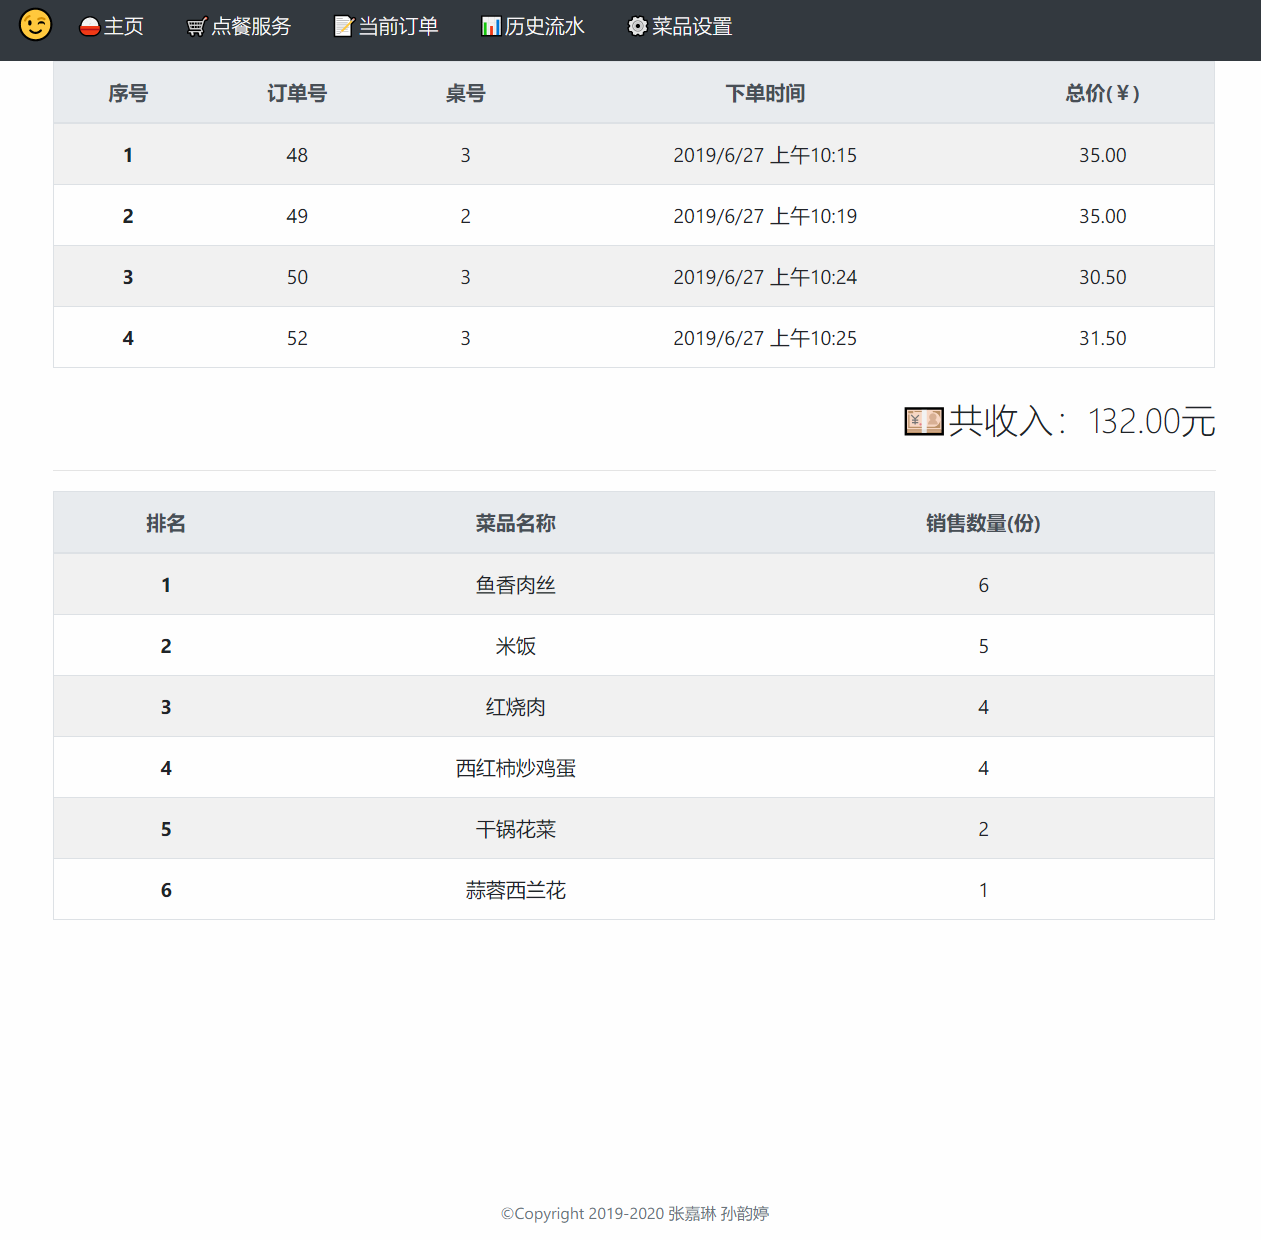 主页 点餐服务 当前订单 历史流水 菜品设置
序号 订单号 桌号 下单时间 总价(¥)
1 48 3 2019/6/27 上午10:15 35.00
2 49 2 2019/6/27 上午10:19 35.00
3 50 3 2019/6/27 上午10:24 30.50
4 52 3 2019/6/27 上午10:25 31.50
共收入：132.00元
排名 菜品名称 销售数量(份)
1 鱼香肉丝 6
2 米饭 5
3 红烧肉 4
4 西红柿炒鸡蛋 4
5 干锅花菜 2
6 蒜蓉西兰花 1
©Copyright 2019-2020 张嘉琳 孙韵婷